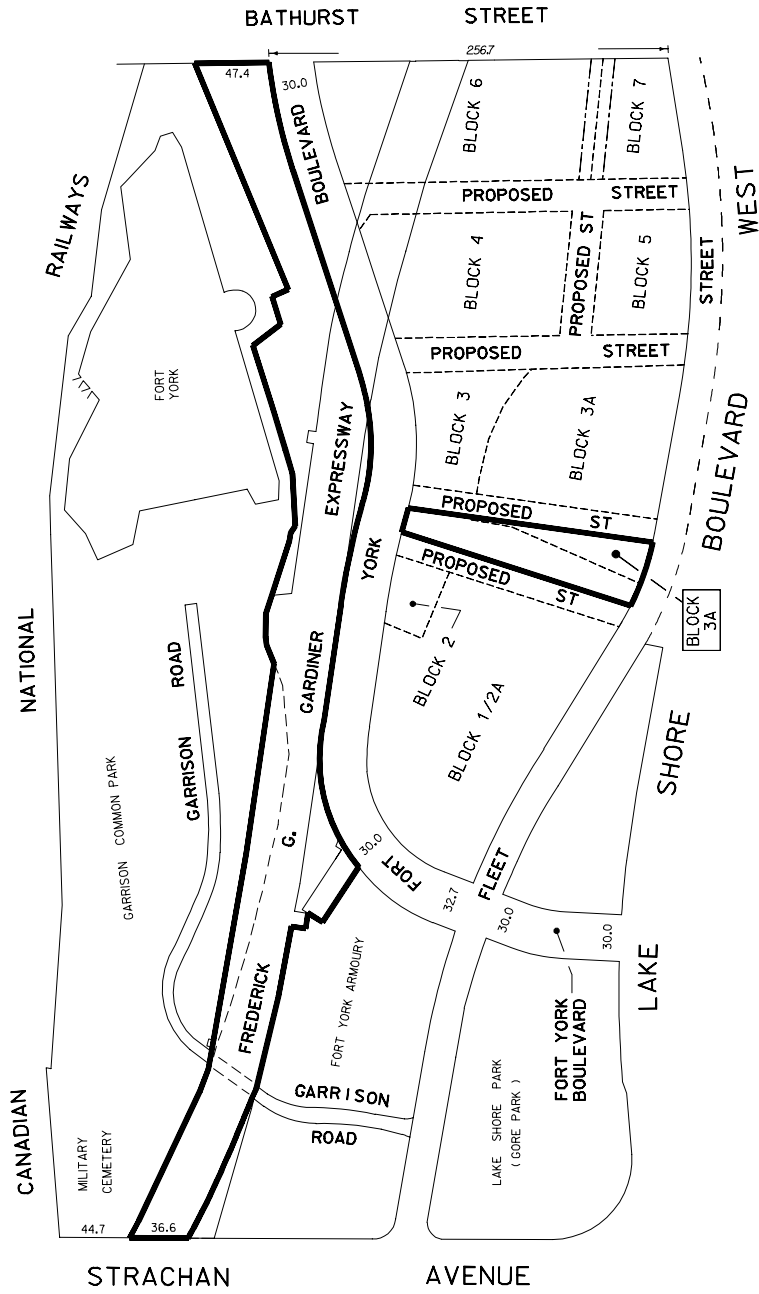 BATHURST STREET
256.7
47.4
30.0
BOULEVARD
BLOCK 6
BLOCK 7
WEST
RAILWAYS
PROPOSED STREET
BLOCK 4
PROPOSED ST
BLOCK 5
STREET
PROPOSED STREET
FORT
YORK
EXPRESSWAY
BLOCK 3
BLOCK 3A
BOULEVARD
PROPOSED ST
YORK
PROPOSED ST
BLOCK
3A
NATIONAL
ROAD
GARDINER
BLOCK 2
BLOCK 1/2A
SHORE
GARRISON
GARRISON COMMON PARK
G.
30.0
FORT
FLEET
32.7
30.0
30.0
LAKE
FREDERICK
FORT YORK ARMOURY
FORT YORK
BOULEVARD
GARRISON
ROAD
LAKE SHORE PARK
(GORE PARK)
CANADIAN
MILITARY
CEMETERY
44.7
36.6
STRACHAN AVENUE